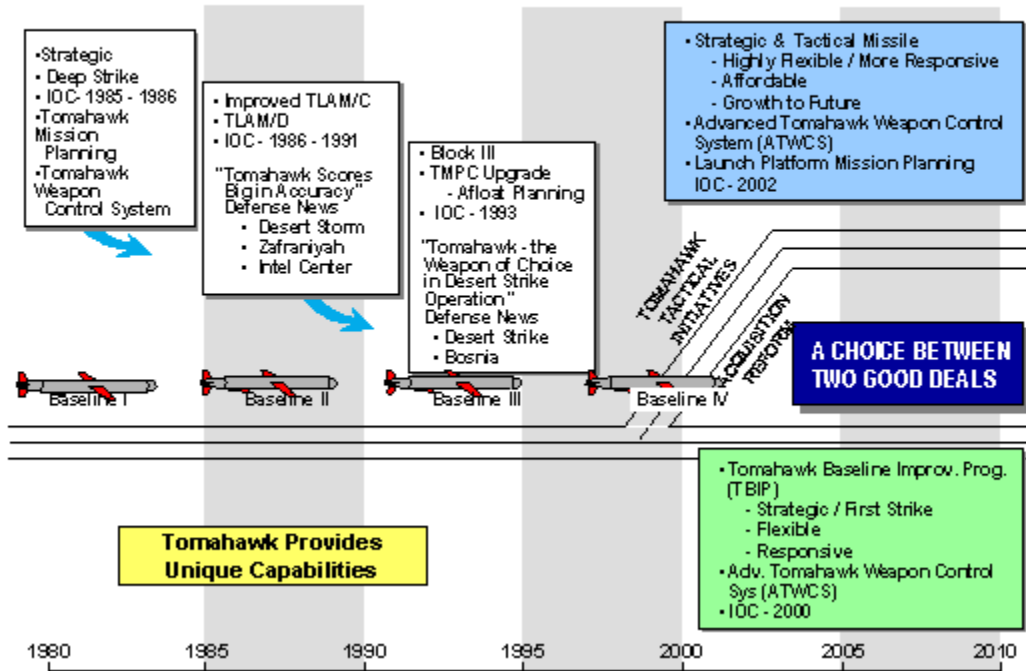 •Strategic
• Deep Strike
• IOC- 1985 - 1986
•Tomahawk
Mission
Planning
•Tomahawk
Weapon
Control System
• Improved TLAM/C
• TLAM/D
• IOC - 1986 - 1991
"Tomahawk Scores
Big in Accuracy"
Defense News
• Desert Storm
• Zafraniyah
• Intel Center
• Block III
• TMPC Upgrade
- Afloat Planning
• IOC - 1993
"Tomahawk - the
Weapon of Choice
in Desert Strike
Operation"
Defense News
• Desert Strike
• Bosnia
• Strategic & Tactical Missile
- Highly Flexible / More Responsive
- Affordable
- Growth to Future
• Advanced Tomahawk Weapon Control
System (ATWCS)
• Launch Platform Mission Planning
IOC - 2002
TOMAHAWK
TACTICAL
INITIATIVES
ACQUISITION
REFORM
A CHOICE BETWEEN
TWO GOOD DEALS
Baseline I
Baseline II
Baseline III
Baseline IV
• Tomahawk Baseline Improv. Prog.
(TBIP)
- Strategic / First Strike
- Flexible
- Responsive
• Adv. Tomahawk Weapon Control
Sys (ATWCS)
• IOC - 2000
Tomahawk Provides
Unique Capabilities
1980 1985 1990 1995 2000 2005 2010